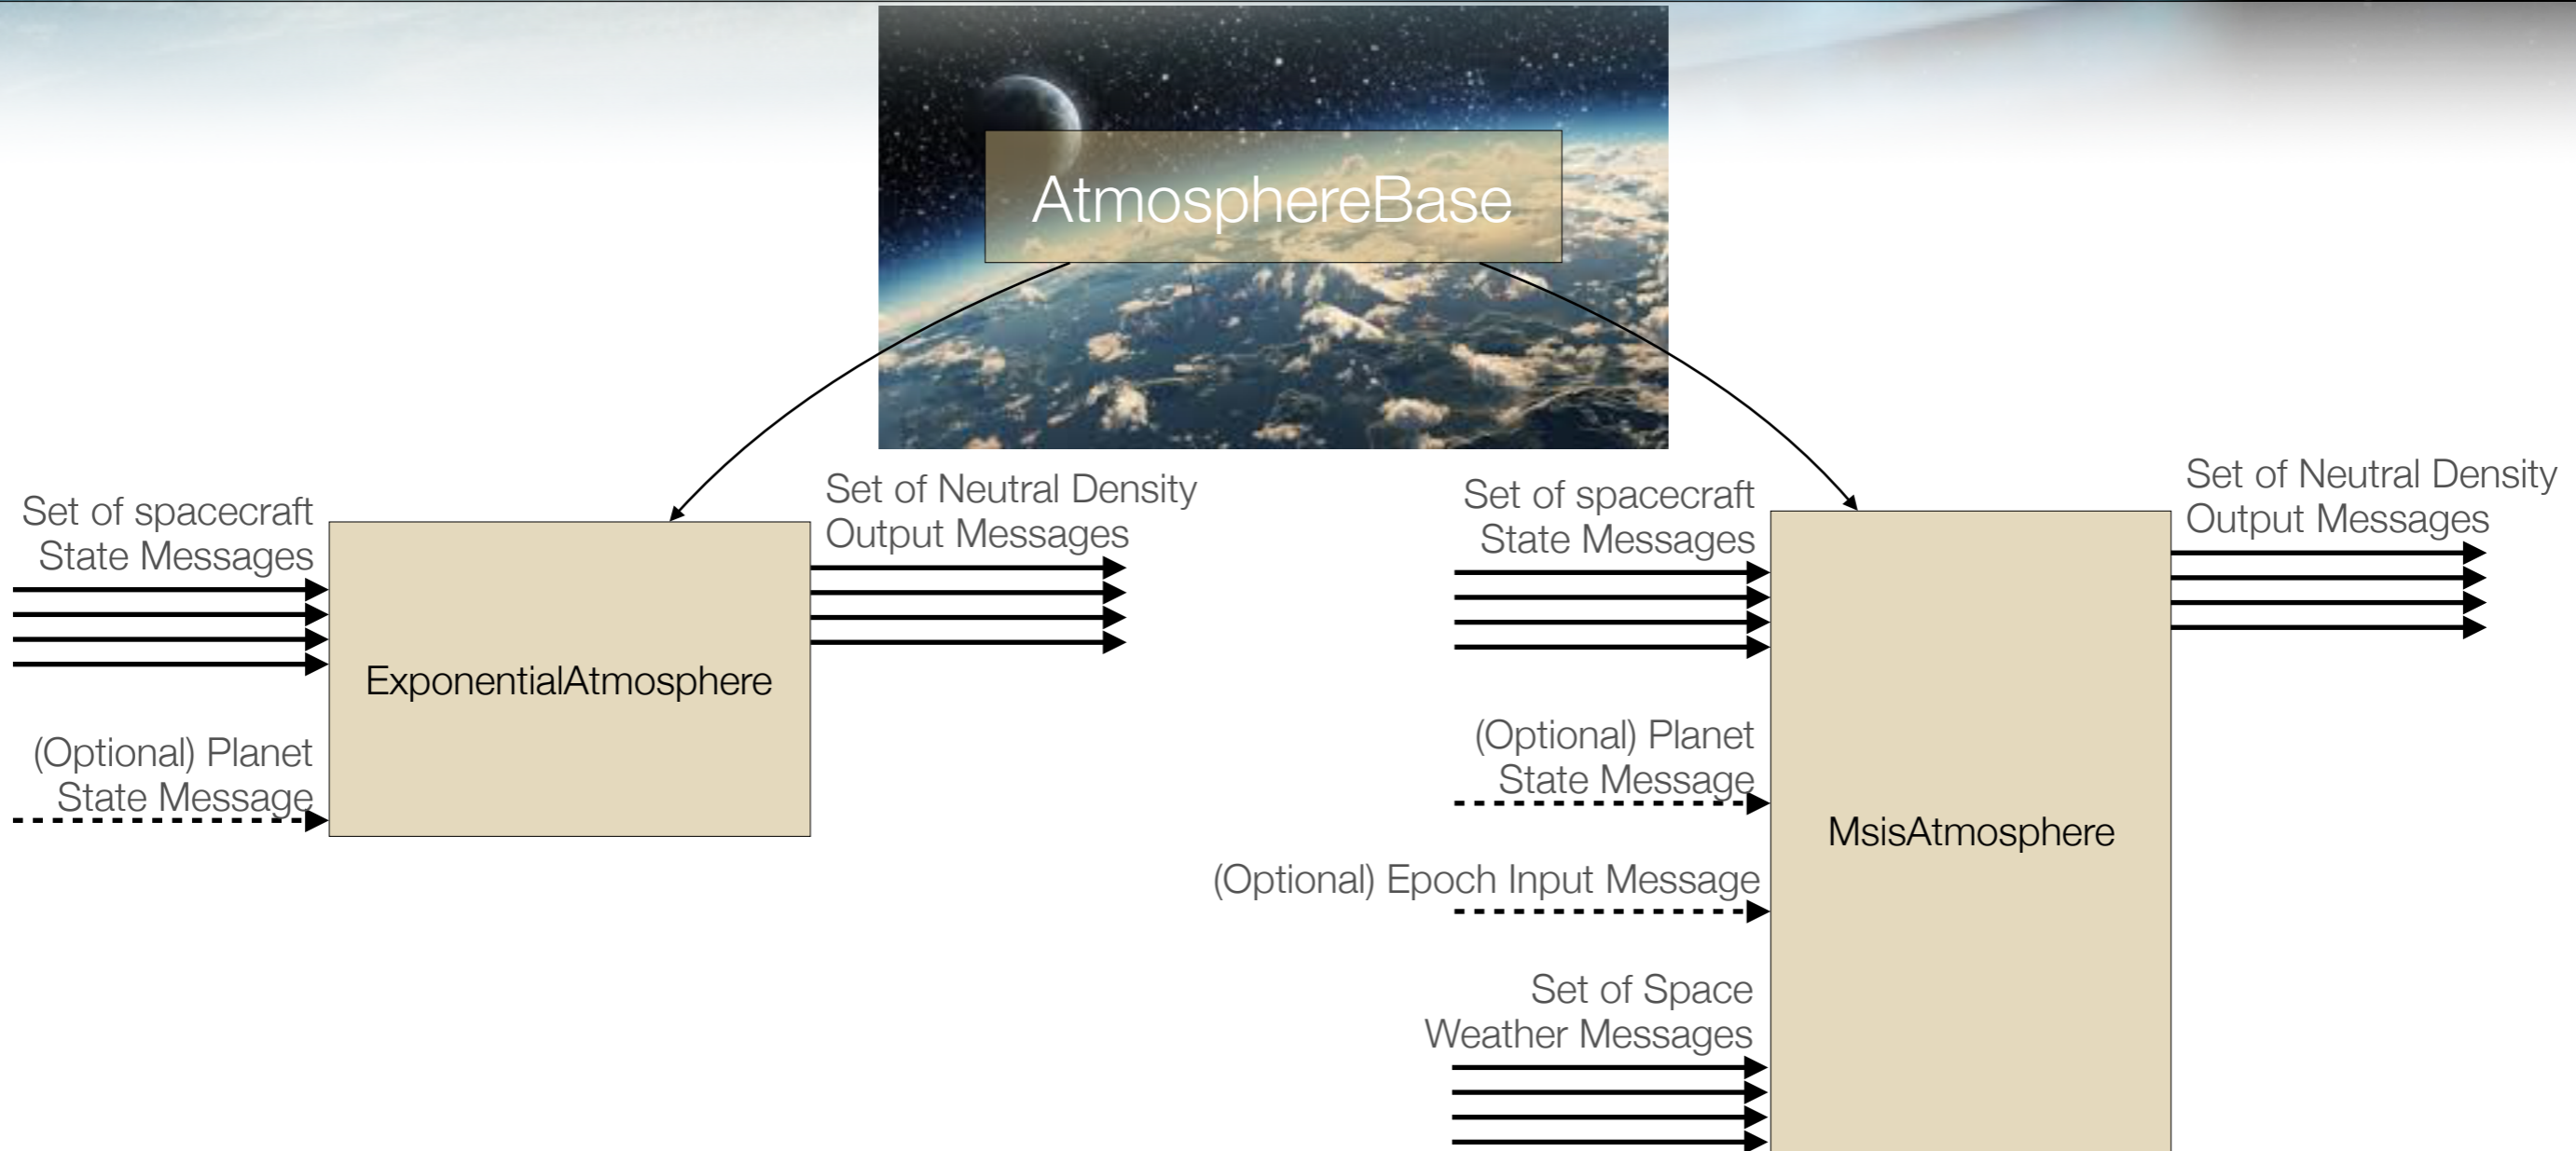 AtmosphereBase
Set of spacecraft
State Messages
(Optional) Planet
State Message
ExponentialAtmosphere
Set of Neutral Density
Output Messages
Set of spacecraft
State Messages
(Optional) Planet
State Message
(Optional) Epoch Input Message
Set of Space
Weather Messages
MsisAtmosphere
Set of Neutral Density
Output Messages